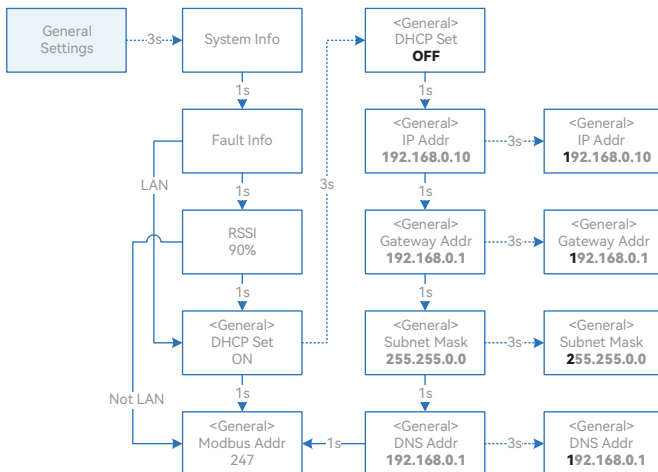 General
Settings
3s
System Info
1s
Fault Info
LAN
1s
RSSI
90%
1s
<General>
DHCP Set
ON
3s
1s
Not LAN
<General>
Modbus Addr
247
<General>
DHCP Set
OFF
1s
<General>
IP Addr
192.168.0.10
3s
<General>
IP Addr
192.168.0.10
1s
<General>
Gateway Addr
192.168.0.1
3s
<General>
Gateway Addr
192.168.0.1
1s
<General>
Subnet Mask
255.255.0.0
3s
<General>
Subnet Mask
255.255.0.0
1s
1s
<General>
DNS Addr
192.168.0.1
3s
<General>
DNS Addr
192.168.0.1